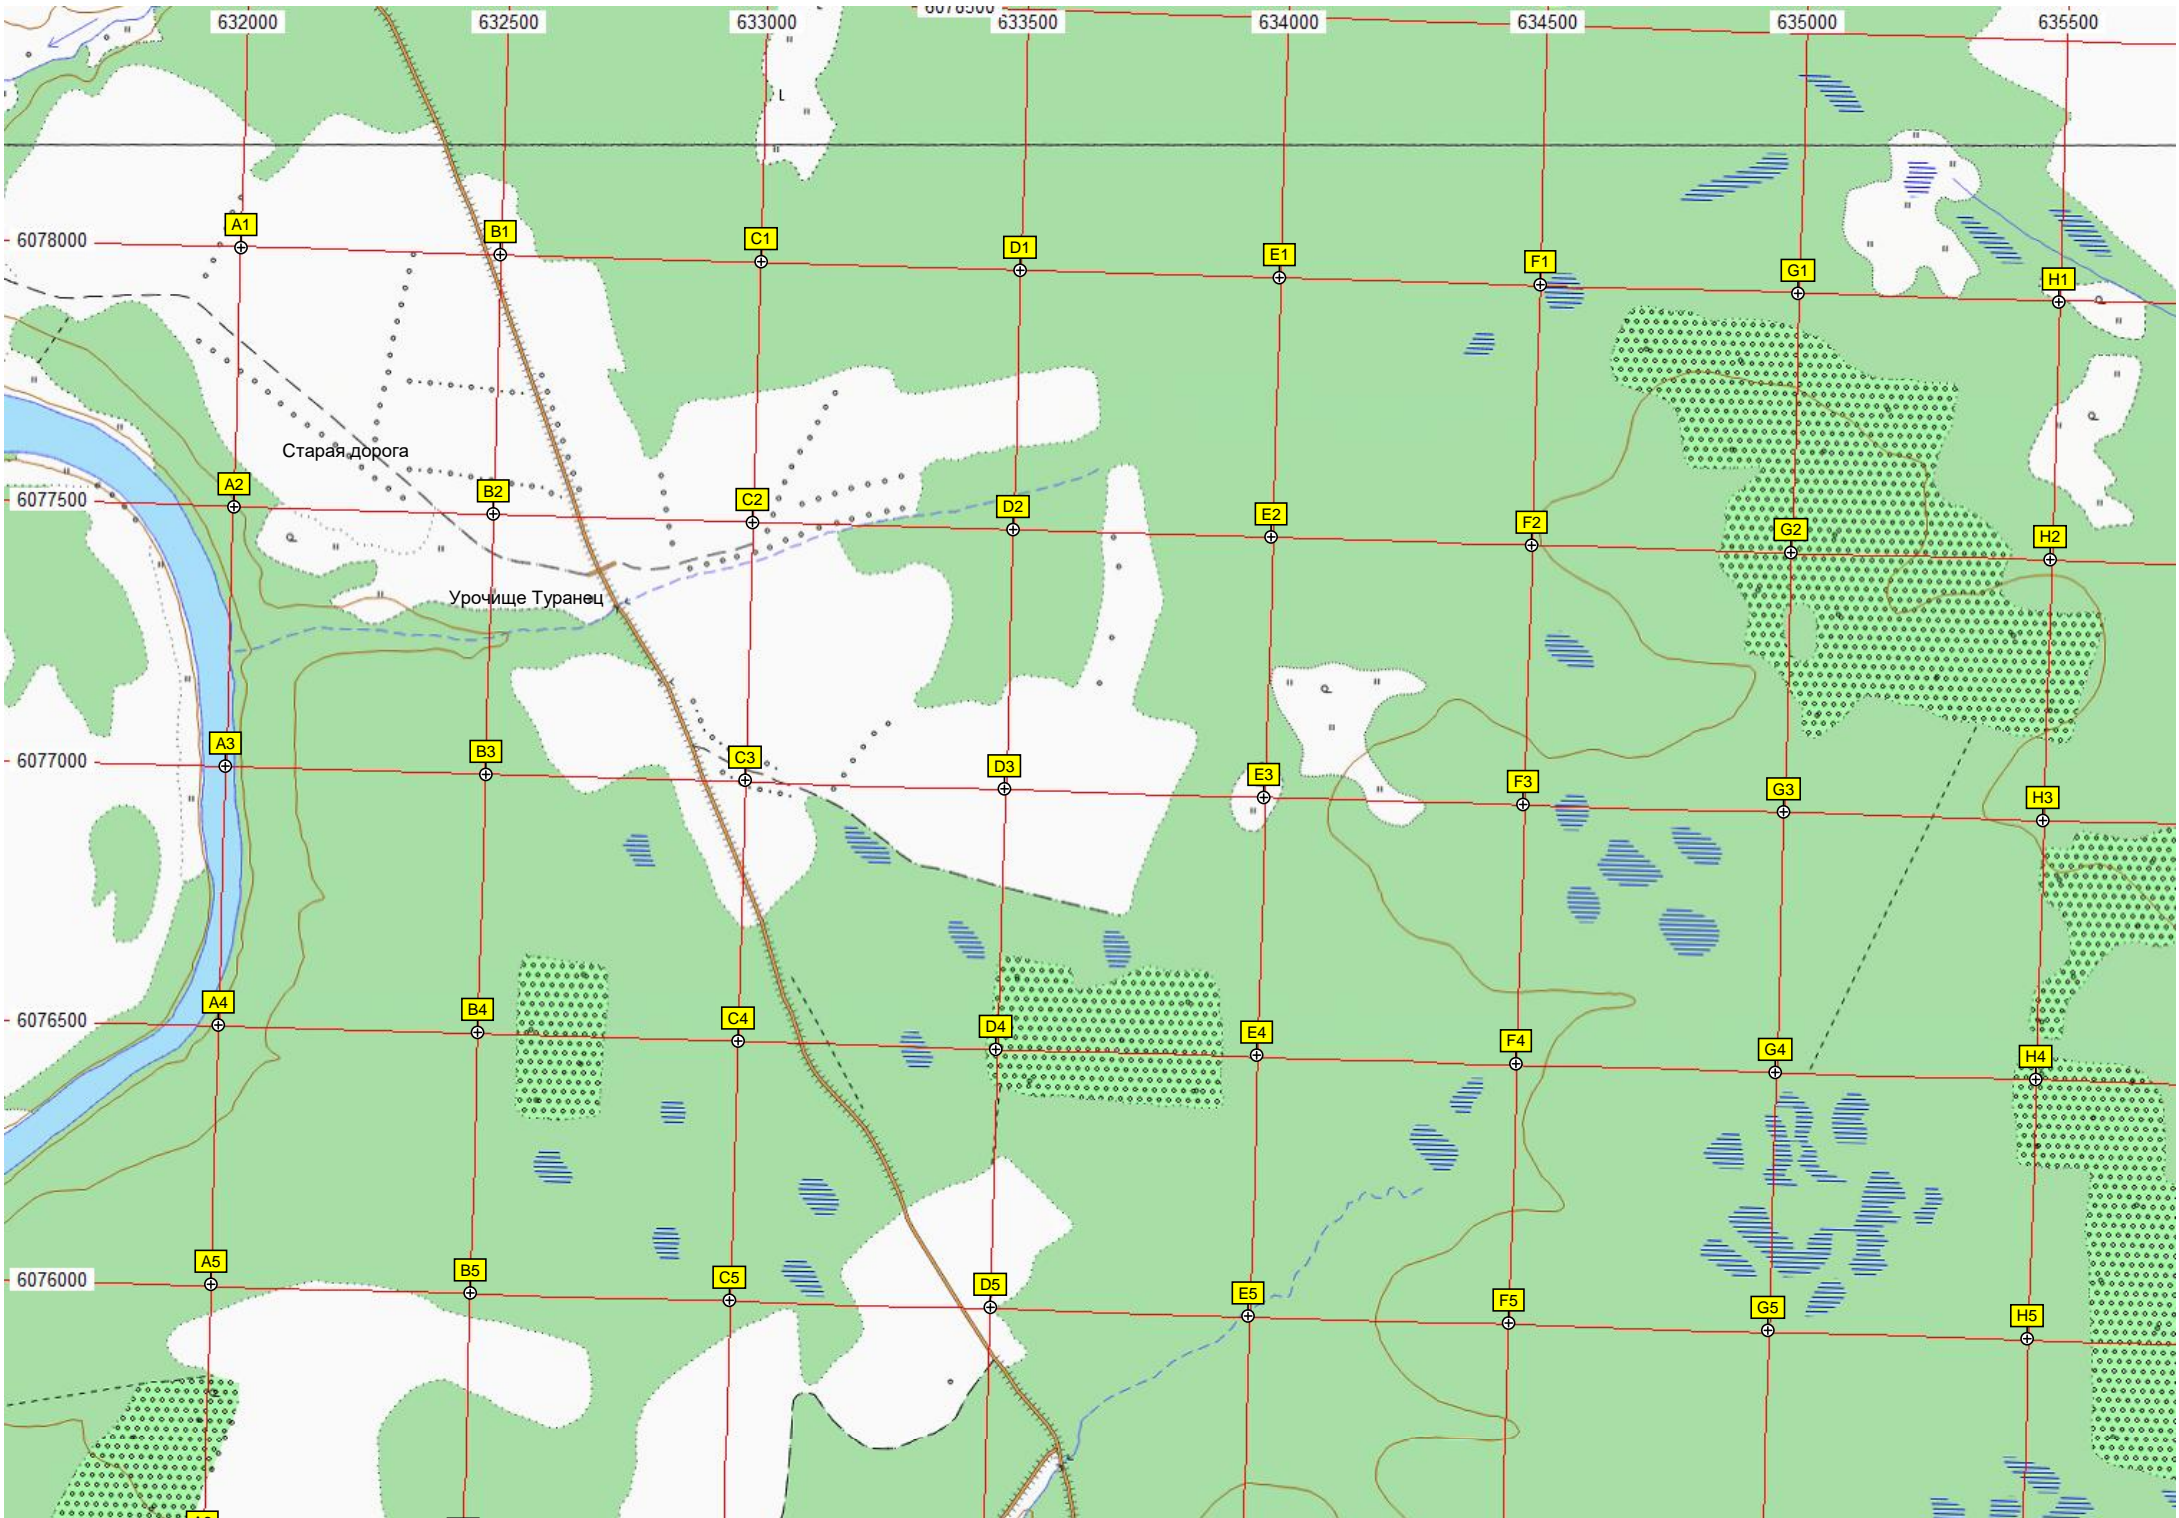 6078500
632000 632500 633000 633500 634000 634500 635000 635500
A1 B1 C1 D1 E1 F1 G1 H1
6078000
Старая дорога
A2 B2 C2 D2 E2 F2 G2 H2
6077500
Урочище Туранец
A3 B3 C3 D3 E3 F3 G3 H3
6077000
A4 B4 C4 D4 E4 F4 G4 H4
6076500
A5 B5 C5 D5 E5 F5 G5 H5
6076000